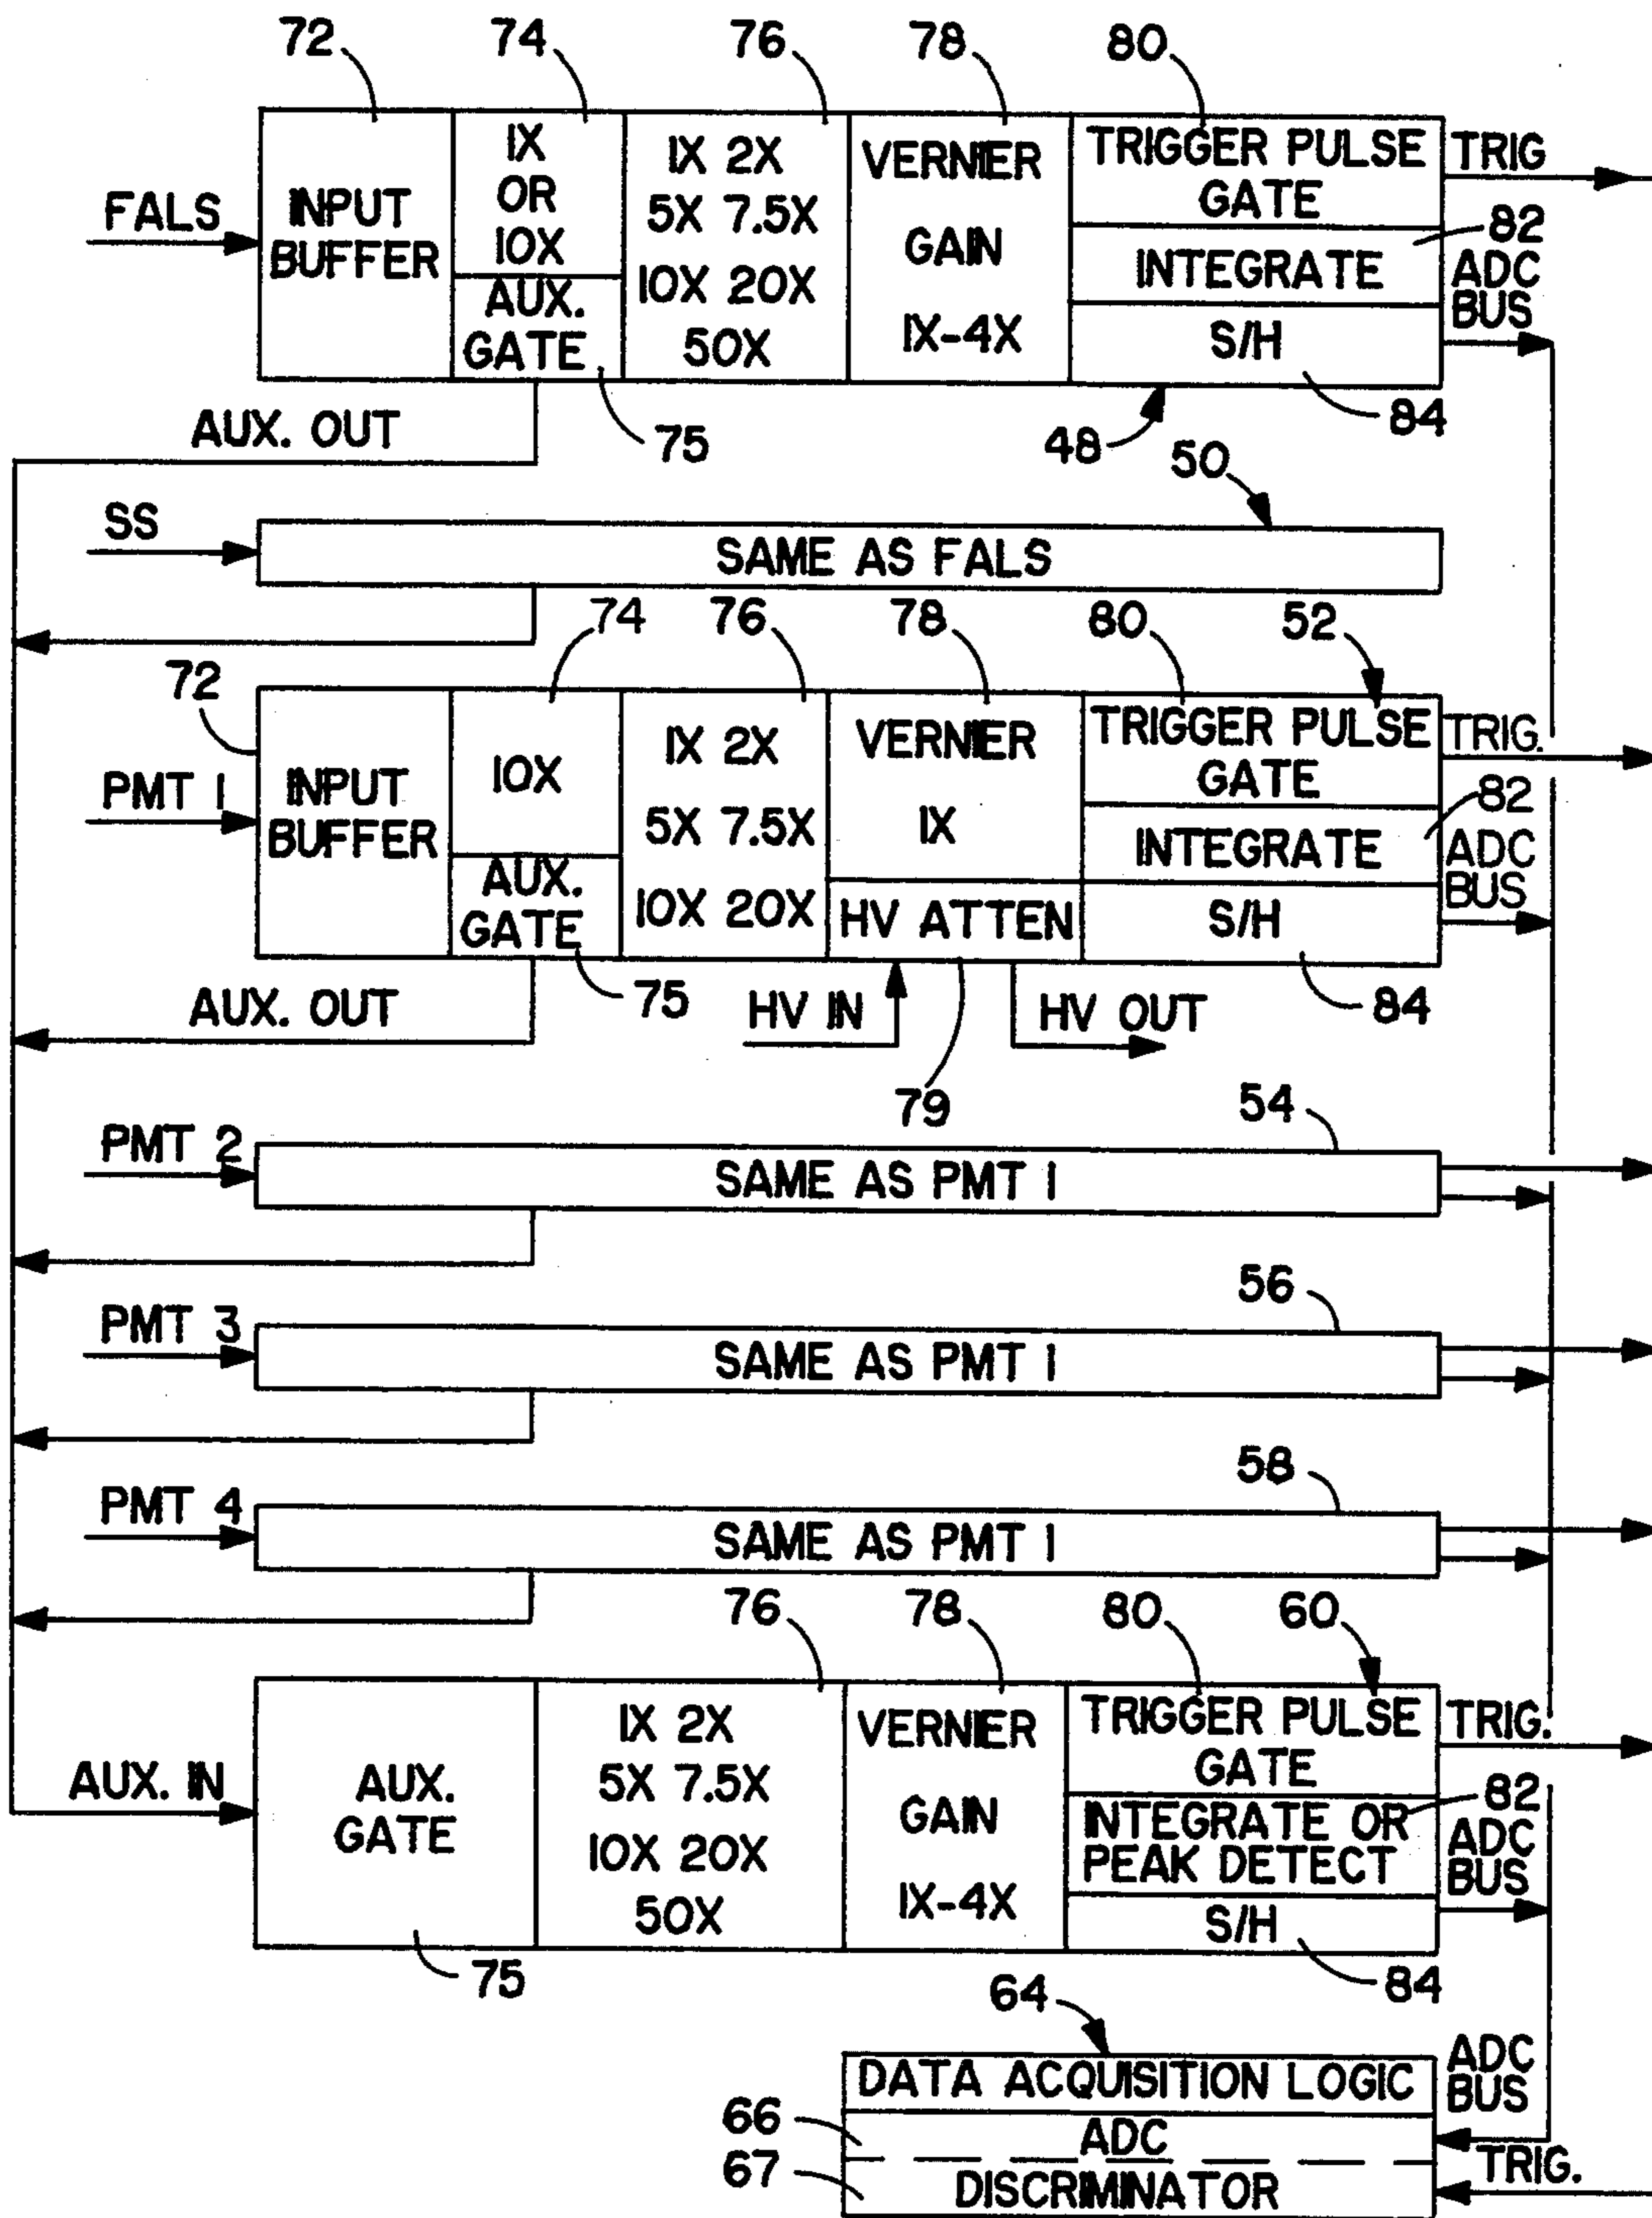 72 74 76 78 80
FALS
INPUT
BUFFER
1X
OR
10X
AUX.
GATE
1X 2X
5X 7.5X
10X 20X
50X
VERNIER
GAIN
1X-4X
TRIGGER PULSE
GATE
INTEGRATE
S/H
TRIG
82
ADC
BUS
AUX. OUT
75
48
84
50
SS
SAME AS FALS
74 76 78 80 52
72
PMT 1
INPUT
BUFFER
10X
AUX.
GATE
1X 2X
5X 7.5X
10X 20X
VERNIER
1X
HV ATTEN
TRIGGER PULSE
GATE
INTEGRATE
S/H
TRIG.
82
ADC
BUS
AUX. OUT
75
HV IN
HV OUT
84
79
54
PMT 2
SAME AS PMT 1
56
PMT 3
SAME AS PMT 1
58
PMT 4
SAME AS PMT 1
76 78 80 60
AUX. IN
AUX.
GATE
1X 2X
5X 7.5X
10X 20X
50X
VERNIER
GAIN
1X-4X
TRIGGER PULSE
GATE
INTEGRATE OR
PEAK DETECT
S/H
TRIG.
82
ADC
BUS
75
84
64
DATA ACQUISITION LOGIC
ADC
BUS
66
ADC
67
DISCRIMINATOR
TRIG.